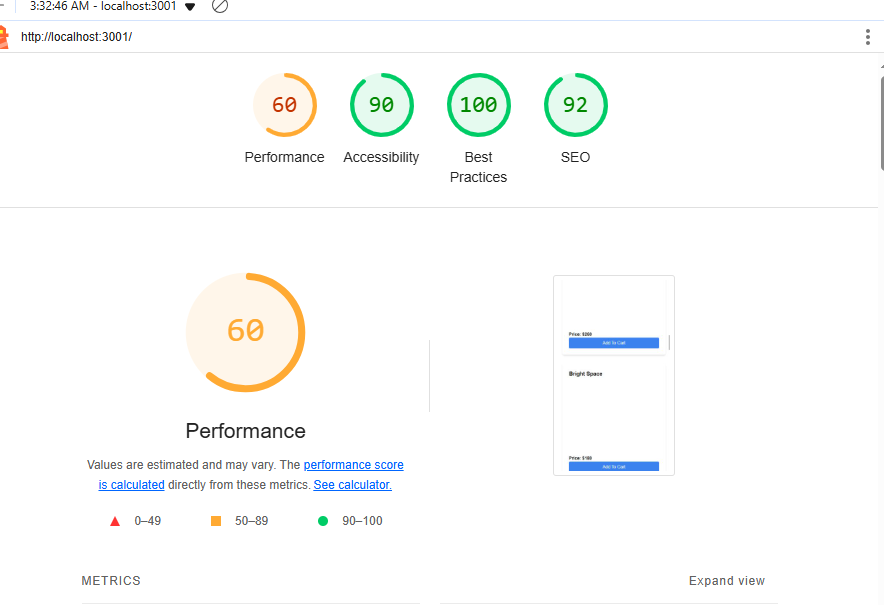 3:32:46 AM - localhost:3001
http://localhost:3001/
60
90
100
92
Performance
Accessibility
Best
Practices
SEO
60
Performance
Values are estimated and may vary. The performance score
is calculated directly from these metrics. See calculator.
0–49
50–89
90–100
Price: $200
Add To Cart
Bright Space
Price: $100
Add To Cart
METRICS
Expand view